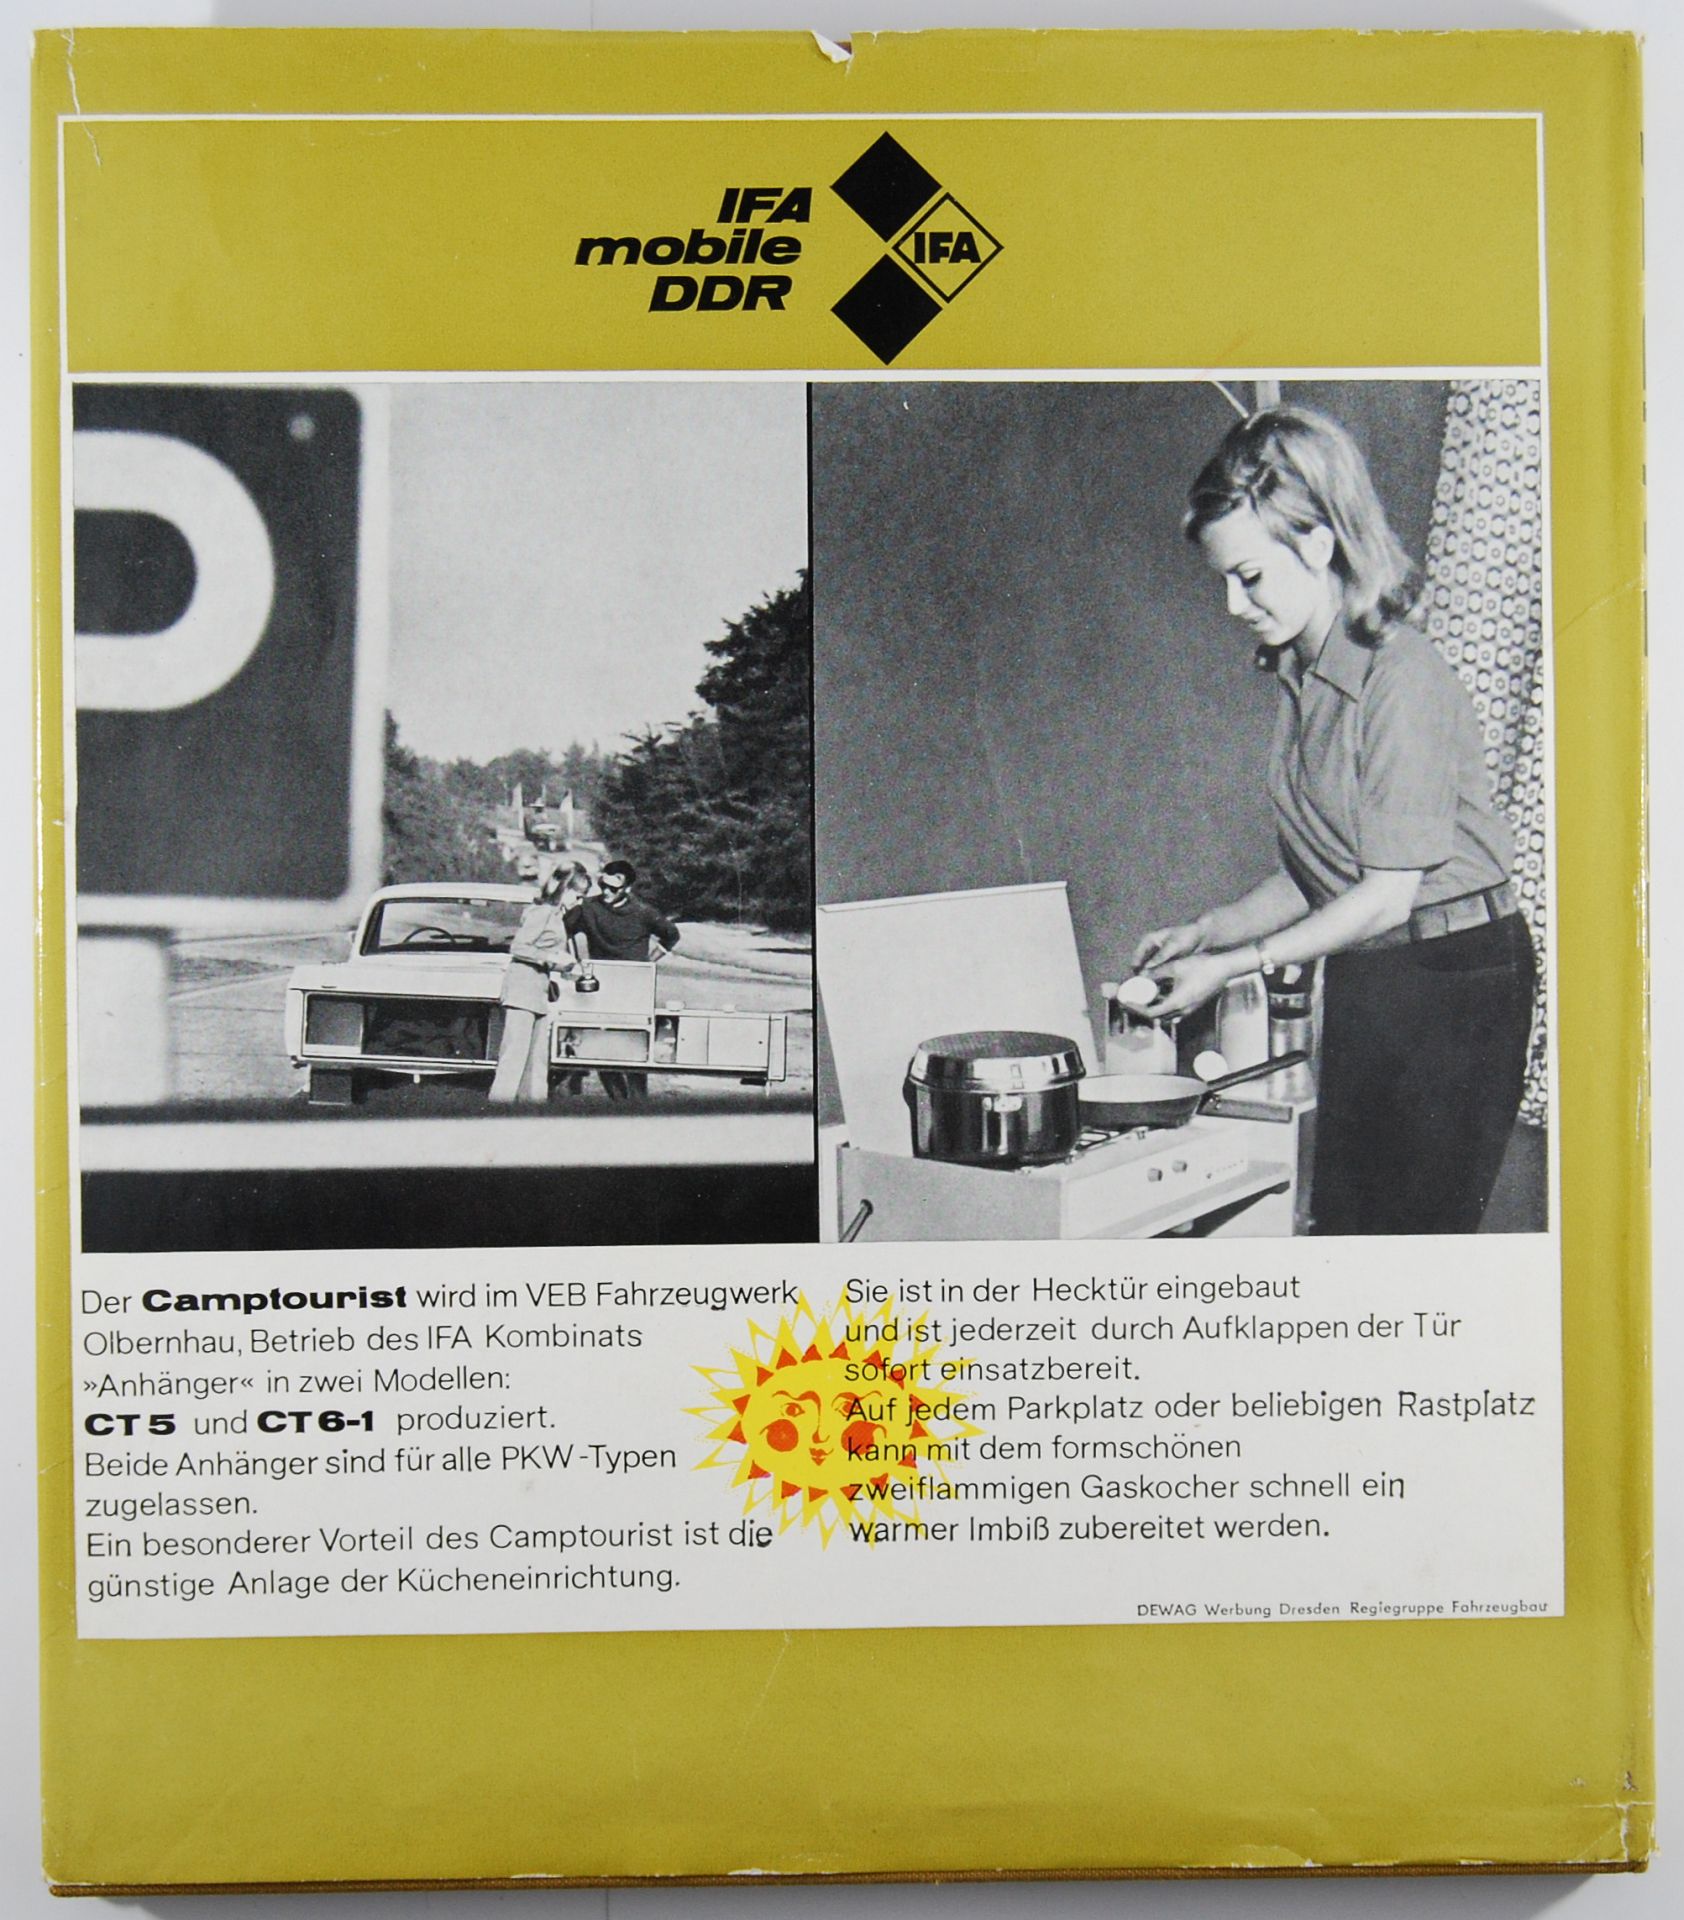 IFA
mobile
DDR
IFA
P
Der Camptourist wird im VEB Fahrzeugwerk
Olbernhau, Betrieb des IFA Kombinats
»Anhänger« in zwei Modellen:
CT 5 und CT 6-1 produziert.
Beide Anhänger sind für alle PKW-Typen
zugelassen.
Ein besonderer Vorteil des Camptourist ist die
günstige Anlage der Kücheneinrichtung.
Sie ist in der Hecktür eingebaut
und ist jederzeit durch Aufklappen der Tür
sofort einsatzbereit.
Auf jedem Parkplatz oder beliebigen Rastplatz
kann mit dem formschönen
zweiflammigen Gaskocher schnell ein
warmer Imbiß zubereitet werden.
DEWAG Werbung Dresden Regiegruppe Fahrzeugbau